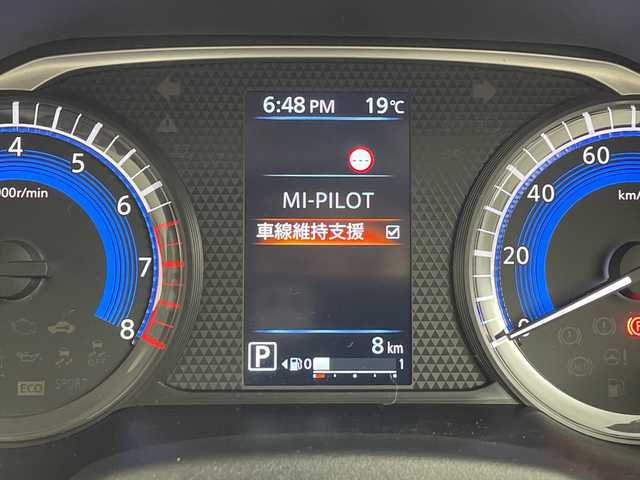 6:48 PM 19℃
MI-PILOT
車線維持支援
P 8 km
0 1
4
5
6
7
8
000r/min
ECO SPORT
60
40
20
0
km/